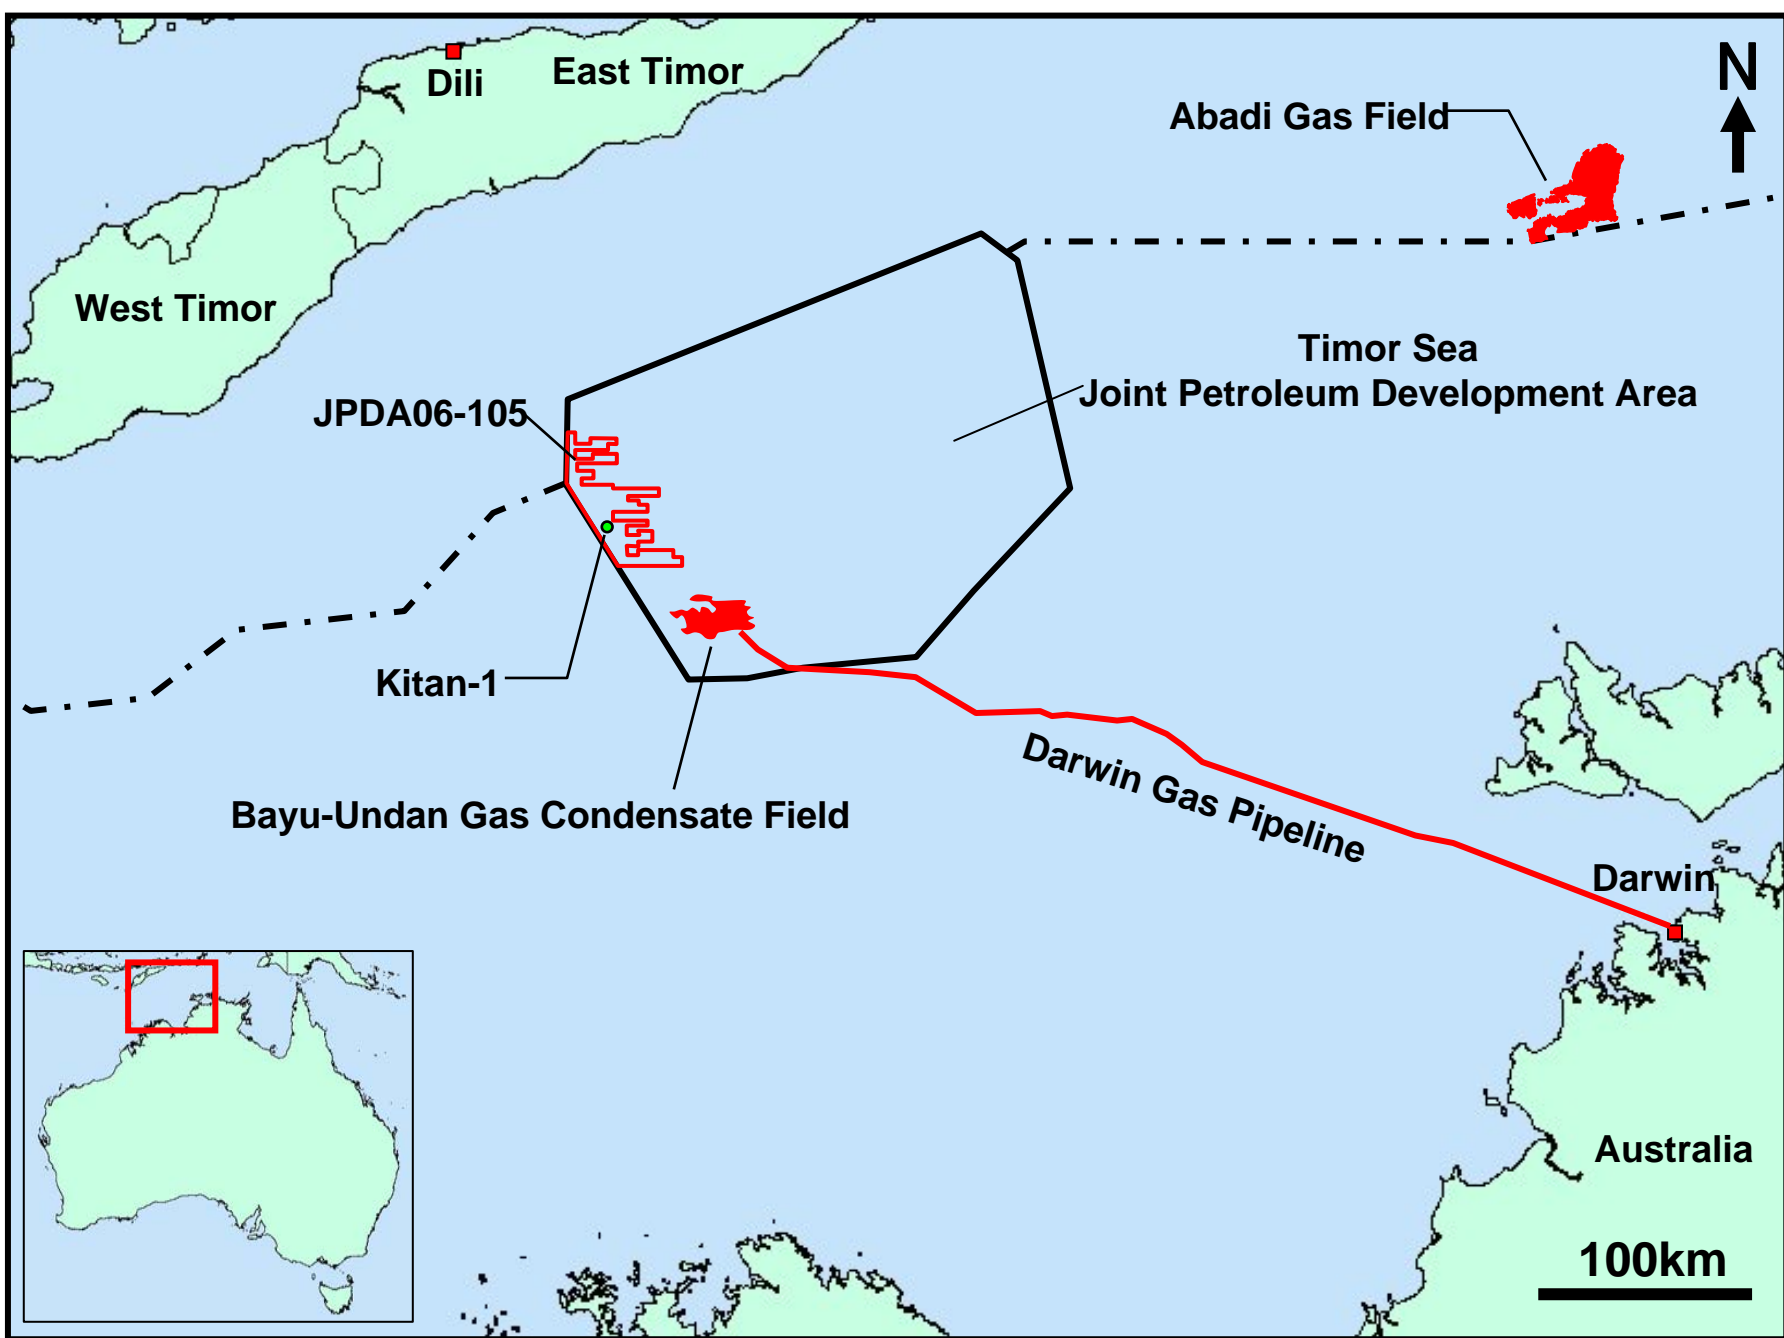 N
Dili
East Timor
Abadi Gas Field
West Timor
Timor Sea
Joint Petroleum Development Area
JPDA06-105
Kitan-1
Bayu-Undan Gas Condensate Field
Darwin Gas Pipeline
Darwin
Australia
100km